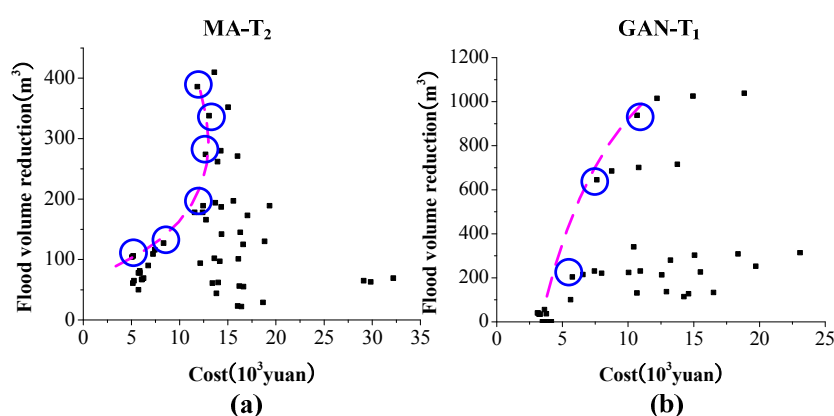 MA-T₂
Flood volume reduction(m³)
400
300
200
100
0
0 5 10 15 20 25 30 35
Cost(10³yuan)
(a)
GAN-T₁
Flood volume reduction(m³)
1200
1000
800
600
400
200
0
5 10 15 20 25
Cost(10³yuan)
(b)